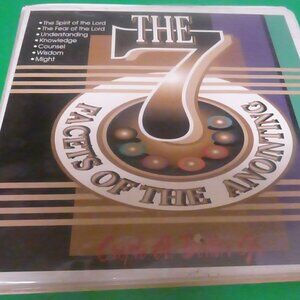 • The Spirit of the Lord
• The Fear of the Lord
• Understanding
• Knowledge
• Counsel
• Wisdom
• Might
THE
7
FACETS OF THE ANOINTING